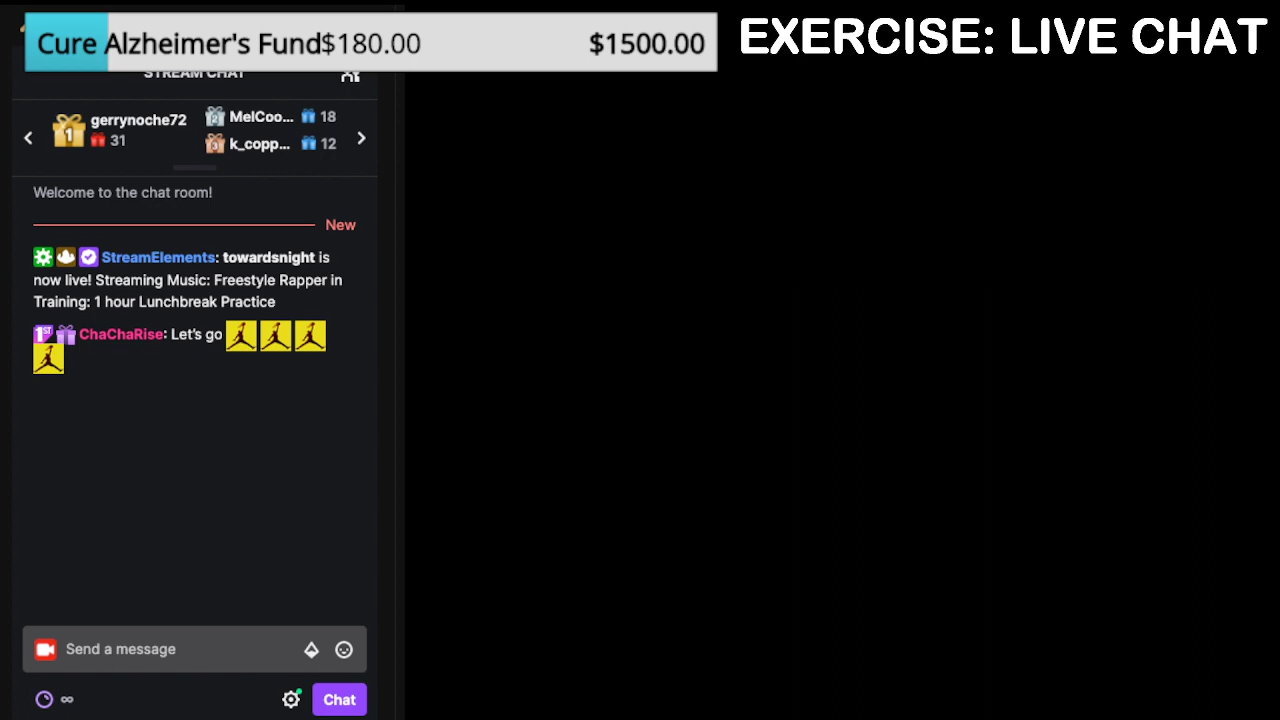 Cure Alzheimer's Fund$180.00 $1500.00
EXERCISE: LIVE CHAT
STREAM CHAT
gerrynoche72
31
MelCoo... 18
k_copp... 12
Welcome to the chat room!
New
StreamElements: towardsnight is
now live! Streaming Music: Freestyle Rapper in
Training: 1 hour Lunchbreak Practice
1ST ChaChaRise: Let's go
Send a message
∞
Chat